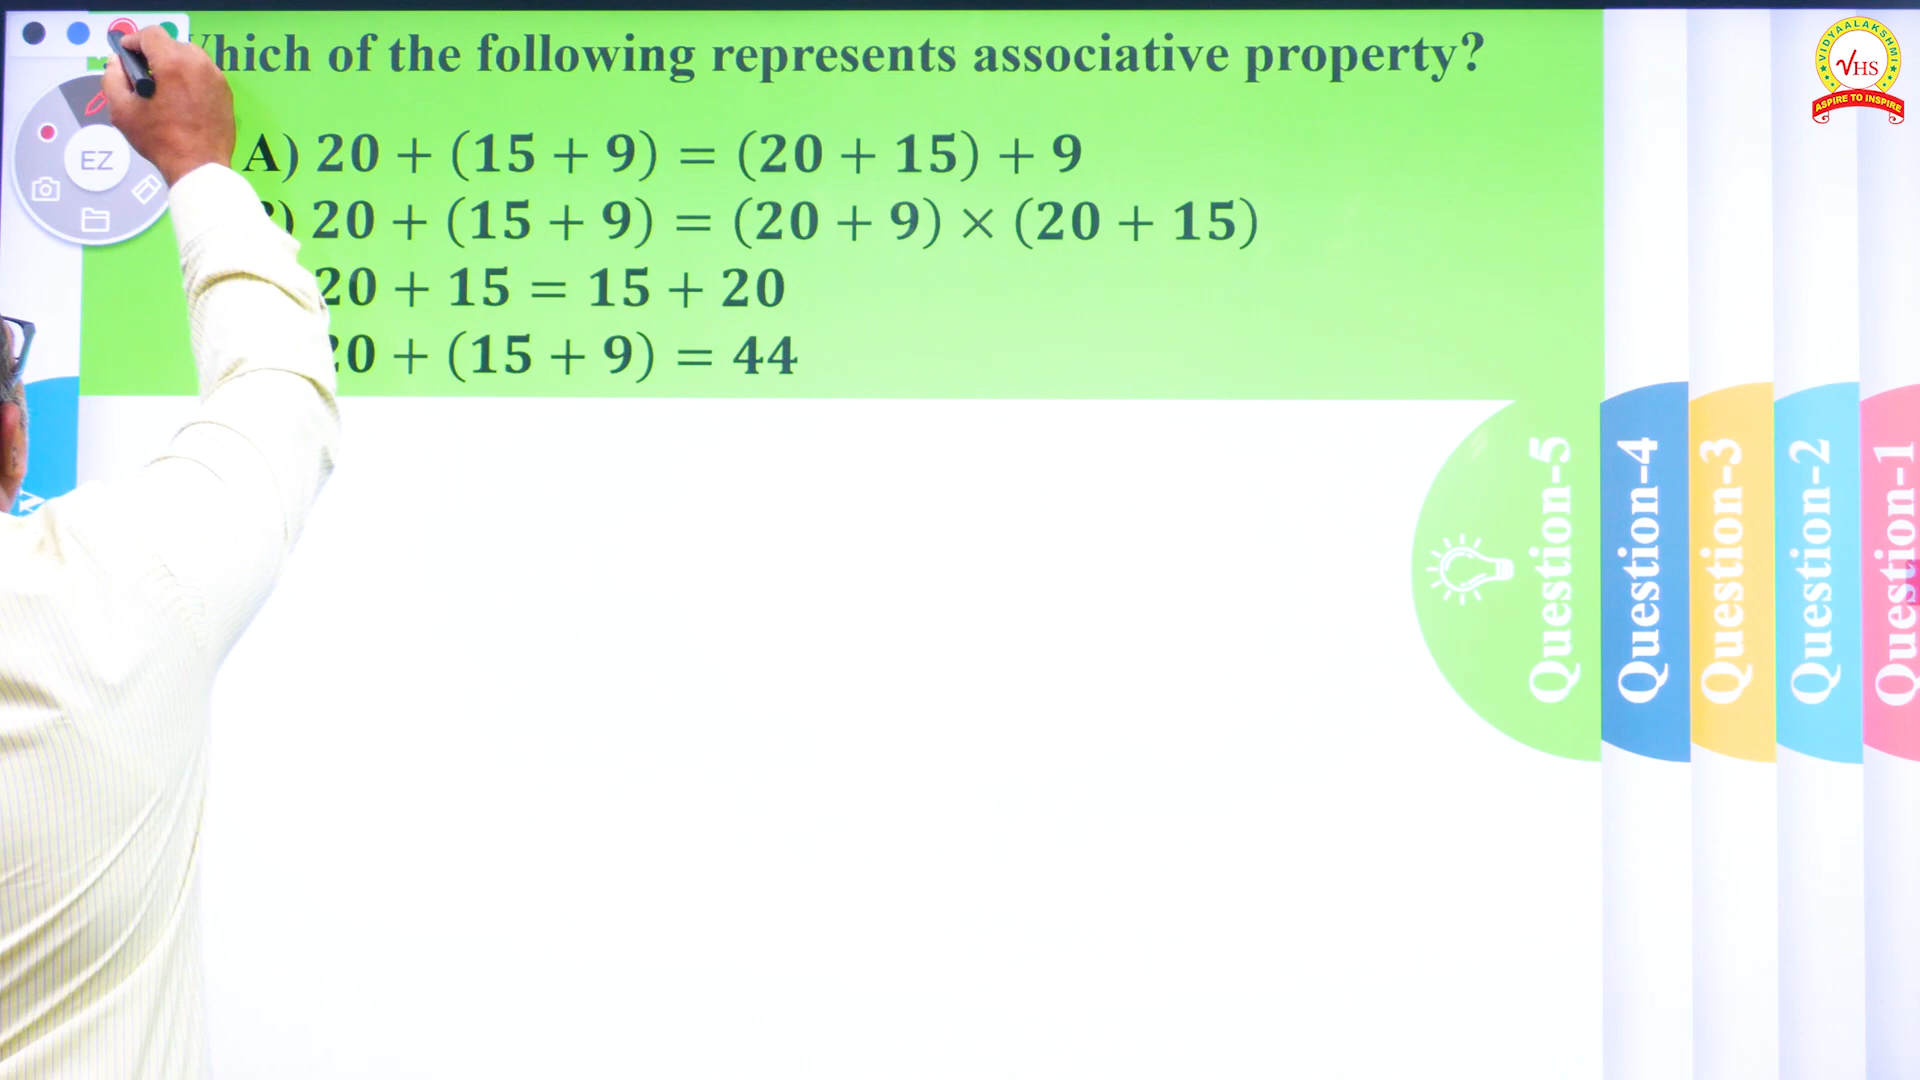 hich of the following represents associative property?
A) 20 + (15 + 9) = (20 + 15) + 9
) 20 + (15 + 9) = (20 + 9) × (20 + 15)
20 + 15 = 15 + 20
20 + (15 + 9) = 44
EZ
Question-5
Question-4
Question-3
Question-2
Question-1
VIDYAALAKSHMI
VHS
ASPIRE TO INSPIRE